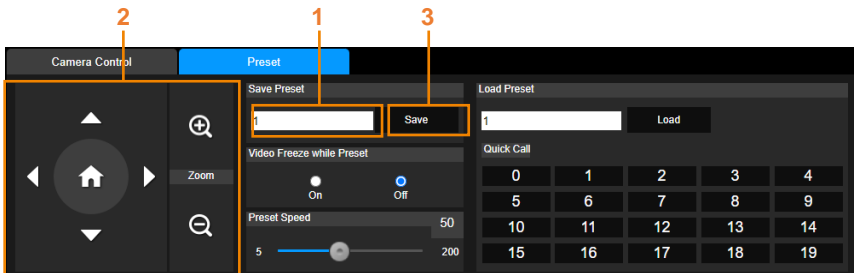 2 1 3
Camera Control Preset
Save Preset Load Preset
1 Save 1 Load
Video Freeze while Preset Quick Call
Zoom
On Off
0 1 2 3 4
5 6 7 8 9
Preset Speed 50
10 11 12 13 14
5 200
15 16 17 18 19